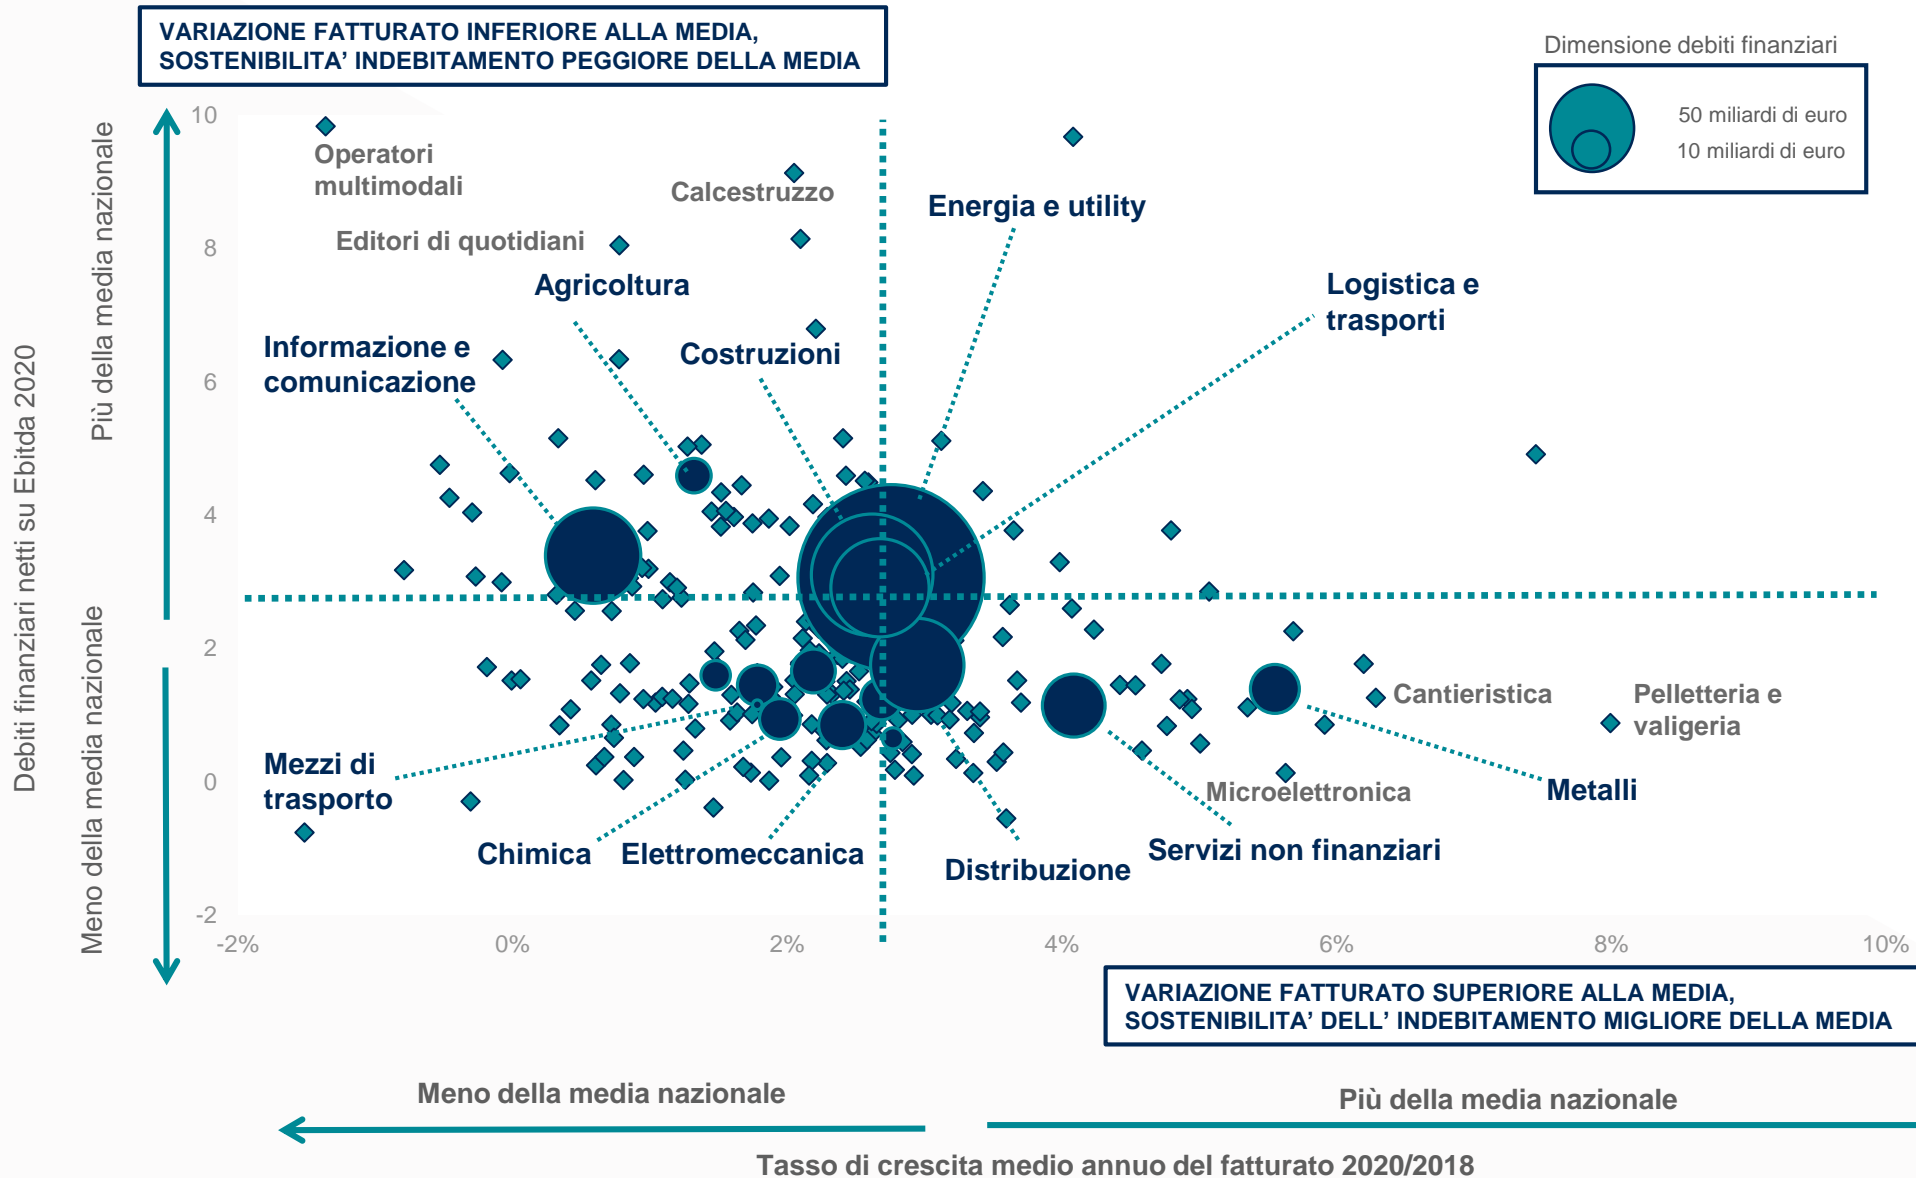 VARIAZIONE FATTURATO INFERIORE ALLA MEDIA,
SOSTENIBILITA' INDEBITAMENTO PEGGIORE DELLA MEDIA
Dimensione debiti finanziari
50 miliardi di euro
10 miliardi di euro
Debiti finanziari netti su Ebitda 2020
Più della media nazionale
Meno della media nazionale
10
8
6
4
2
0
-2
Operatori
multimodali
Calcestruzzo
Energia e utility
Editori di quotidiani
Agricoltura
Logistica e
trasporti
Informazione e
comunicazione
Costruzioni
Cantieristica
Pelletteria e
valigeria
Mezzi di
trasporto
Microelettronica
Metalli
Chimica
Elettromeccanica
Distribuzione
Servizi non finanziari
-2%
0%
2%
4%
6%
8%
10%
VARIAZIONE FATTURATO SUPERIORE ALLA MEDIA,
SOSTENIBILITA' DELL' INDEBITAMENTO MIGLIORE DELLA MEDIA
Meno della media nazionale
Più della media nazionale
Tasso di crescita medio annuo del fatturato 2020/2018